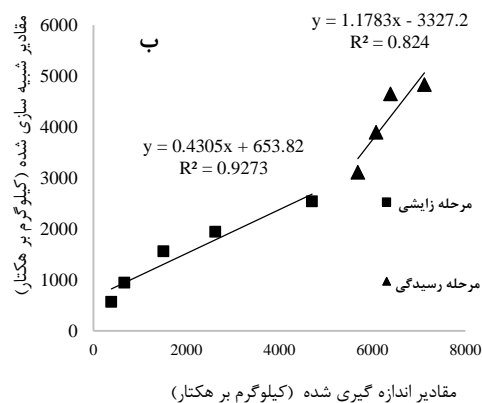 y = 1.1783x - 3327.2
R² = 0.824
ب
y = 0.4305x + 653.82
R² = 0.9273
مقادیر شبیه سازی شده (کیلوگرم بر هکتار)
6000
5000
4000
3000
2000
1000
0
مرحله زایشی
مرحله رسیدگی
0 2000 4000 6000 8000
مقادیر اندازه گیری شده (کیلوگرم بر هکتار)